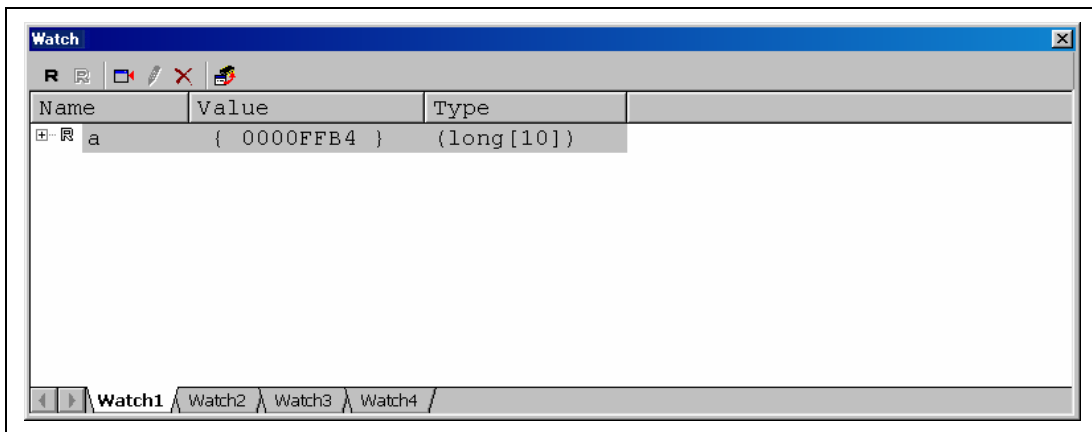 Watch
R R
Name Value Type
R a { 0000FFB4 } (long[10])
Watch1 Watch2 Watch3 Watch4